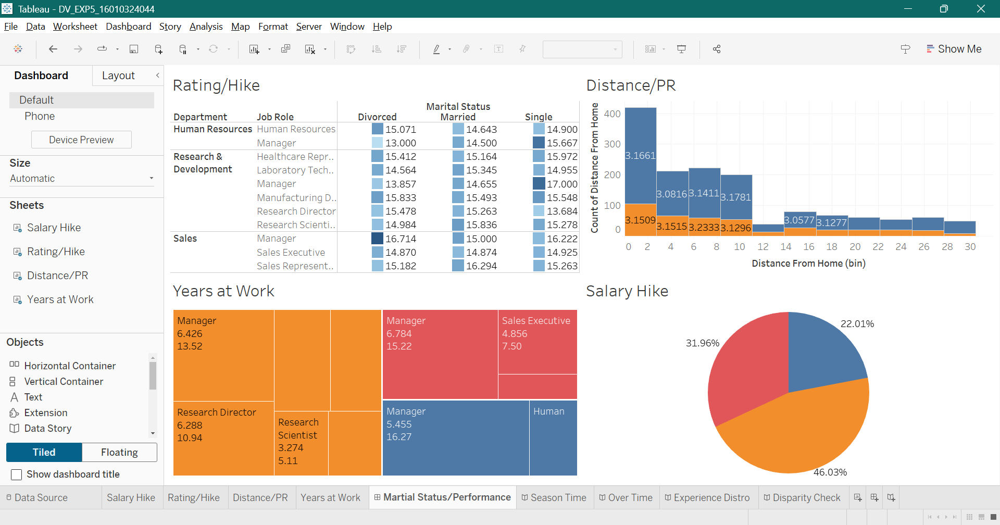 Tableau - DV_EXP5_16010324044
File Data Worksheet Dashboard Story Analysis Map Format Server Window Help
Show Me
Dashboard Layout
Default
Phone
Device Preview
Size
Automatic
Sheets
Salary Hike
Rating/Hike
Distance/PR
Years at Work
Objects
Horizontal Container
Vertical Container
Text
Extension
Data Story
Tiled Floating
Show dashboard title
Rating/Hike
Marital Status
Department Job Role Divorced Married Single
Human Resources Human Resources 15.071 14.643 14.900
Manager 13.000 14.500 15.667
Research & Healthcare Repr.. 15.412 15.164 15.972
Development Laboratory Tech.. 14.564 15.345 14.955
Manager 13.857 14.655 17.000
Manufacturing D.. 15.833 15.493 15.548
Research Director 15.478 15.263 13.684
Research Scienti.. 14.984 15.836 15.278
Sales Manager 16.714 15.000 16.222
Sales Executive 14.870 14.874 14.925
Sales Represent.. 15.182 16.294 15.263
Distance/PR
Count of Distance From Home
400
300
200
100
0
3.1661
3.0816 3.1411 3.1781
3.0577 3.1277
3.1509 3.1515 3.2333 3.1296
0 2 4 6 8 10 12 14 16 18 20 22 24 26 28 30
Distance From Home (bin)
Years at Work
Manager
6.426
13.52
Research Director
6.288
10.94
Research
Scientist
3.274
5.11
Manager
6.784
15.22
Sales Executive
4.856
7.50
Manager
5.455
16.27
Human
Salary Hike
22.01%
31.96%
46.03%
Data Source Salary Hike Rating/Hike Distance/PR Years at Work Martial Status/Performance Season Time Over Time Experience Distro Disparity Check